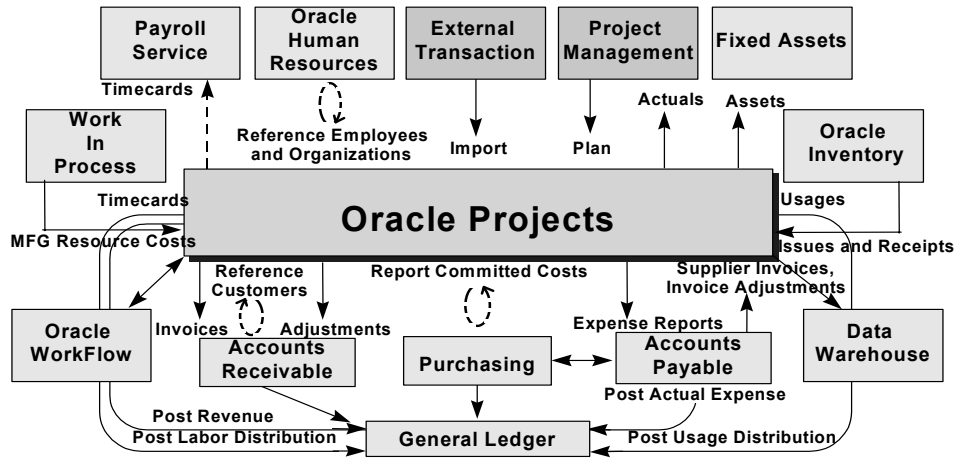 Payroll
Service
Oracle
Human
Resources
External
Transaction
Project
Management
Fixed Assets
Timecards
Actuals
Assets
Work
In
Process
Reference Employees
and Organizations
Import
Plan
Oracle
Inventory
Timecards
Oracle Projects
Usages
MFG Resource Costs
Issues and Receipts
Reference
Customers
Report Committed Costs
Supplier Invoices,
Invoice Adjustments
Oracle
WorkFlow
Invoices
Adjustments
Expense Reports
Data
Warehouse
Accounts
Receivable
Purchasing
Accounts
Payable
Post Actual Expense
Post Revenue
Post Labor Distribution
General Ledger
Post Usage Distribution